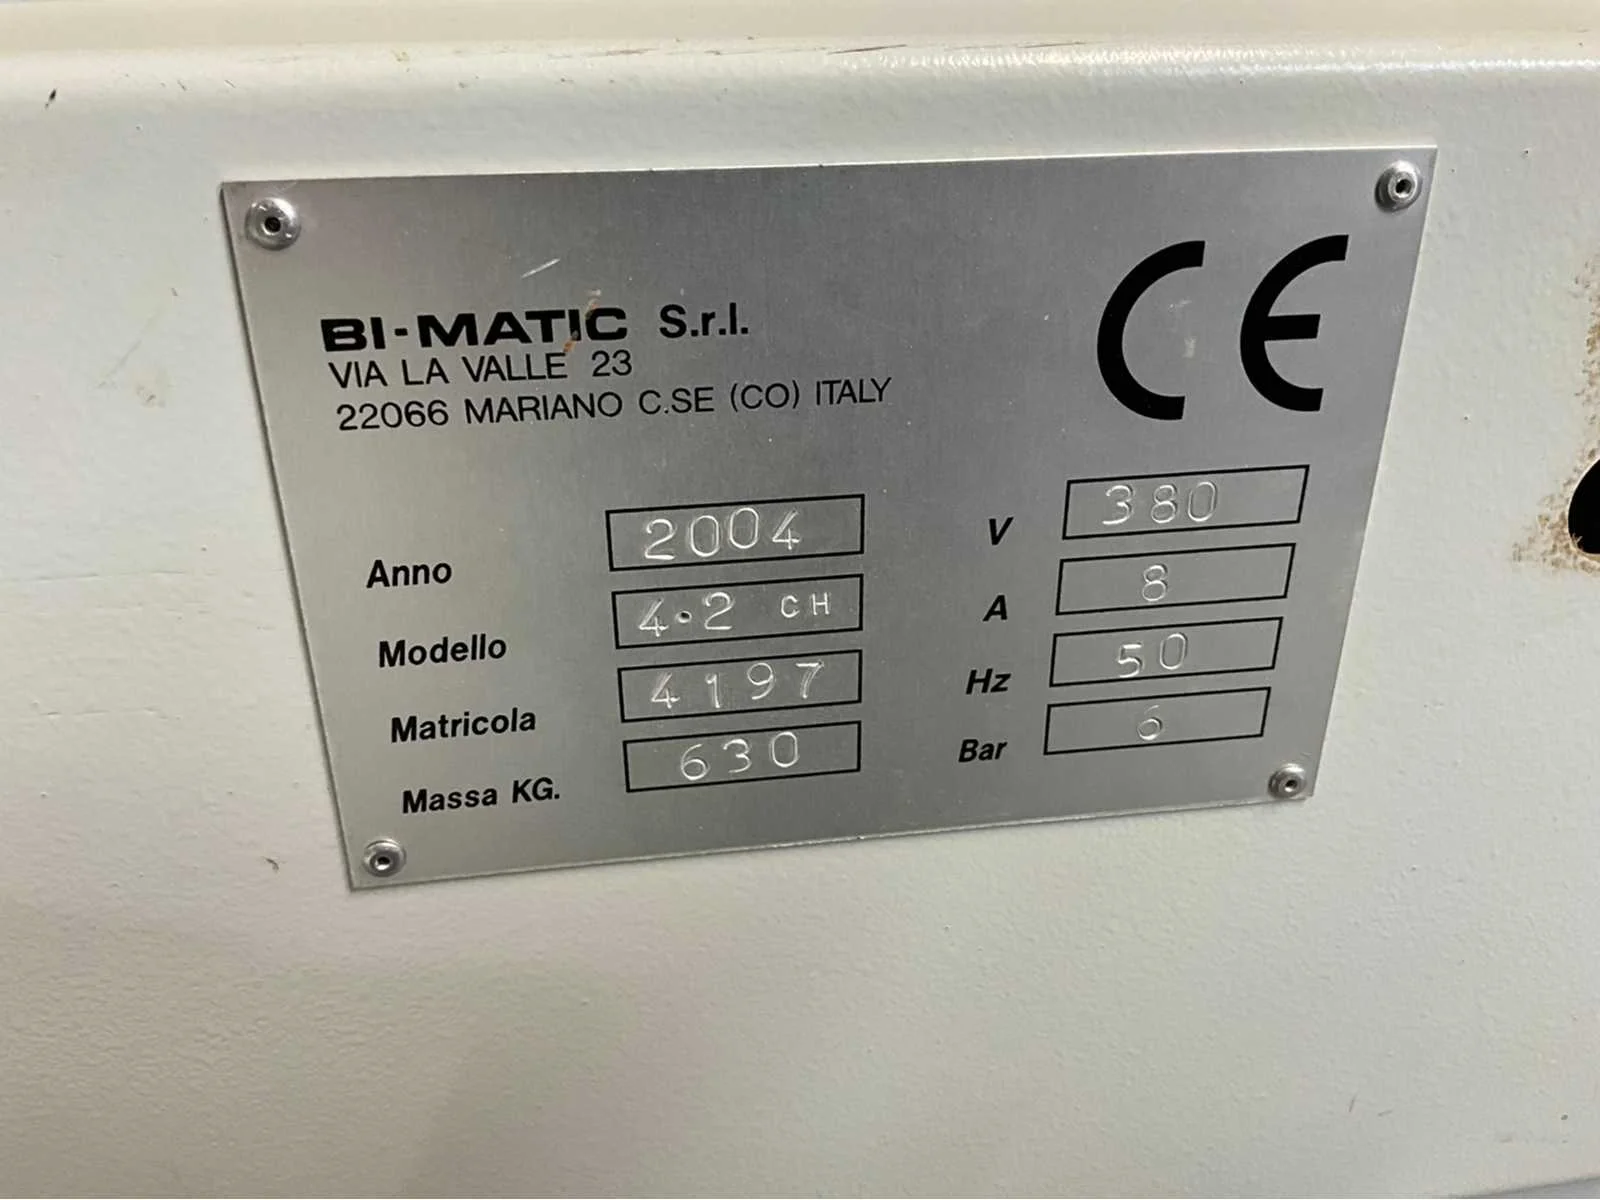 BI-MATIC S.r.l.
VIA LA VALLE 23
22066 MARIANO C.SE (CO) ITALY
CE
Anno 2004
Modello 4·2 CH
Matricola 4197
Massa KG. 630
V 380
A 8
Hz 50
Bar 6